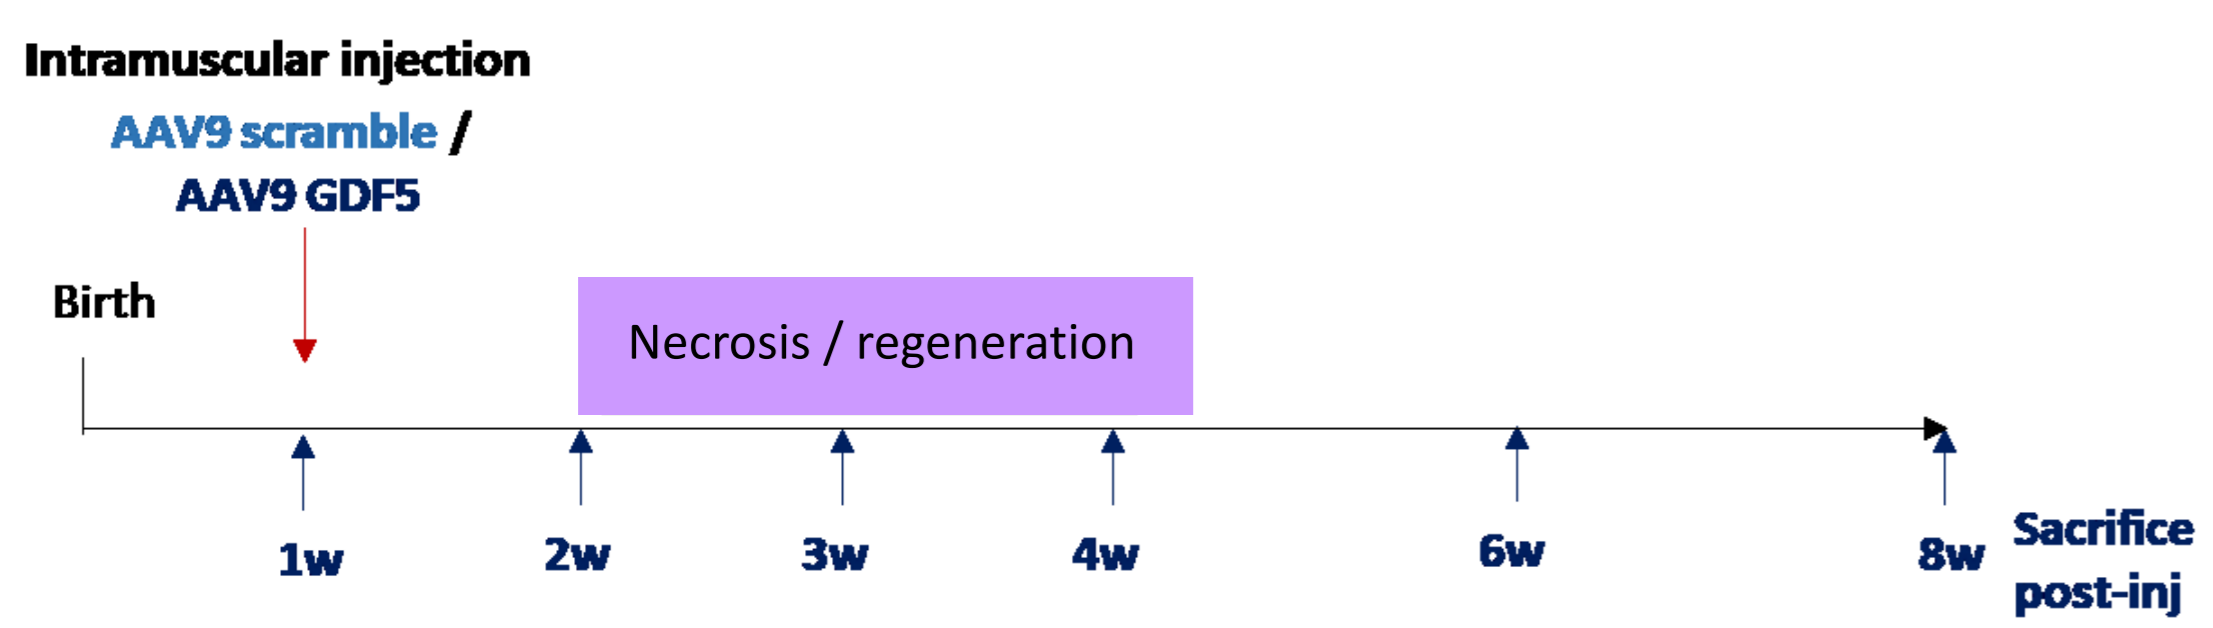 Intramuscular injection
AAV9 scramble /
AAV9 GDF5
Birth
Necrosis / regeneration
1w
2w
3w
4w
6w
8w
Sacrifice
post-inj